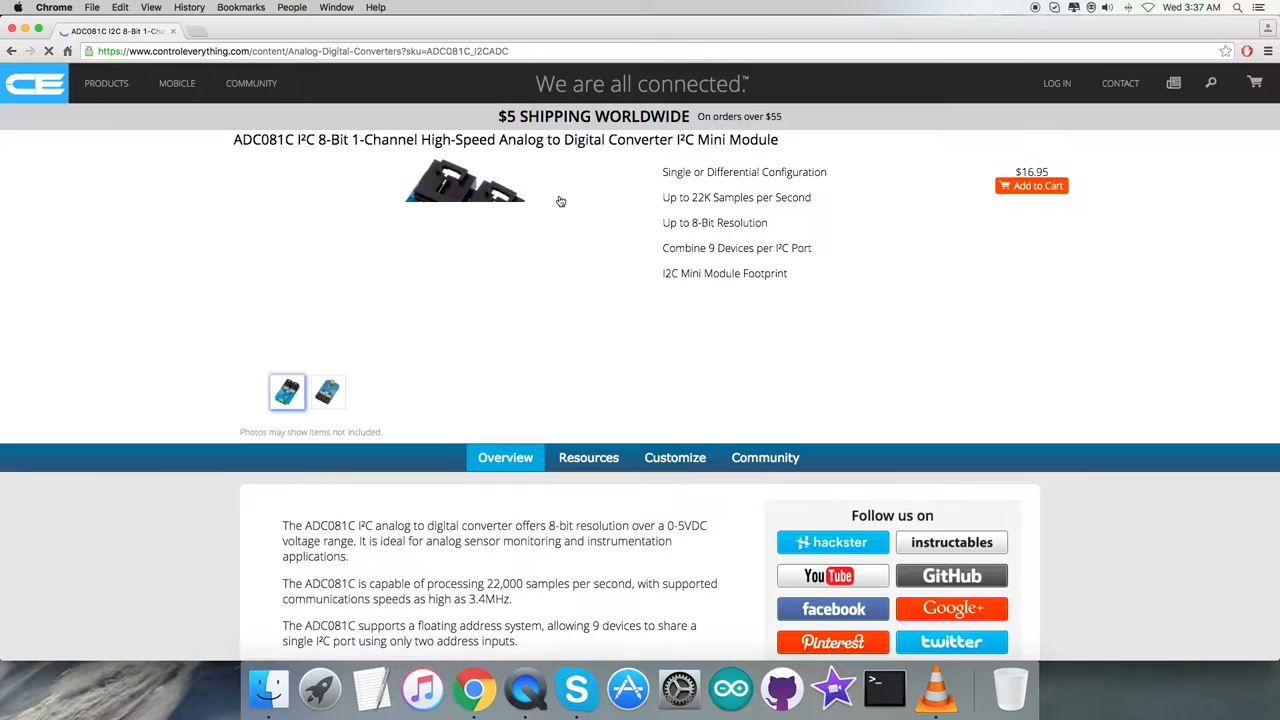 Chrome File Edit View History Bookmarks People Window Help Wed 3:37 AM
ADC081C I2C 8-Bit 1-Cha
https://www.controleverything.com/content/Analog-Digital-Converters?sku=ADC081C_I2CADC
CE PRODUCTS MOBICLE COMMUNITY We are all connected.™ LOG IN CONTACT
$5 SHIPPING WORLDWIDE On orders over $55
ADC081C I²C 8-Bit 1-Channel High-Speed Analog to Digital Converter I²C Mini Module
Single or Differential Configuration
$16.95
Add to Cart
Up to 22K Samples per Second
Up to 8-Bit Resolution
Combine 9 Devices per I²C Port
I2C Mini Module Footprint
Photos may show items not included.
Overview Resources Customize Community
The ADC081C I²C analog to digital converter offers 8-bit resolution over a 0-5VDC
voltage range. It is ideal for analog sensor monitoring and instrumentation
applications.
The ADC081C is capable of processing 22,000 samples per second, with supported
communications speeds as high as 3.4MHz.
The ADC081C supports a floating address system, allowing 9 devices to share a
single I²C port using only two address inputs.
Follow us on
hackster instructables
YouTube GitHub
facebook Google+
Pinterest twitter